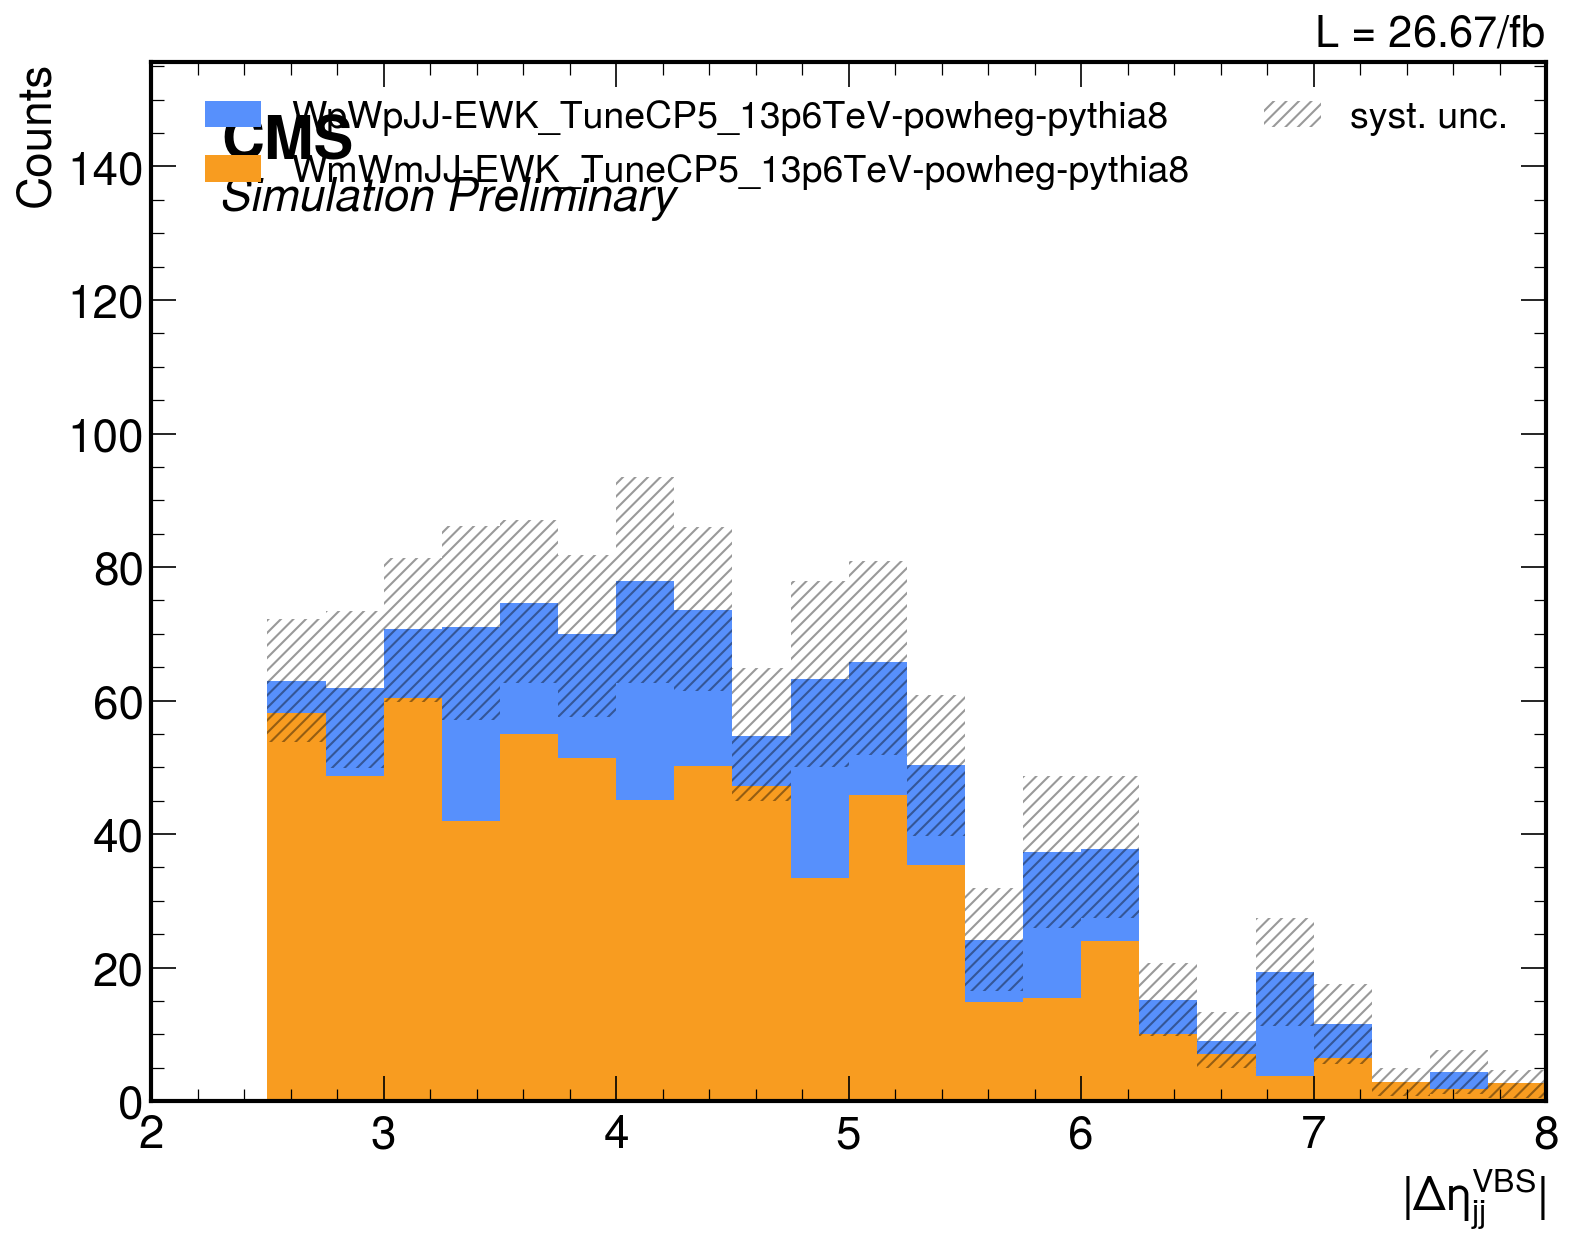 L = 26.67/fb
Counts
WpWpJJ-EWK_TuneCP5_13p6TeV-powheg-pythia8
syst. unc.
CMS
WmWmJJ-EWK_TuneCP5_13p6TeV-powheg-pythia8
Simulation Preliminary
140
120
100
80
60
40
20
0
2 3 4 5 6 7 8
|Δη_jj^VBS|